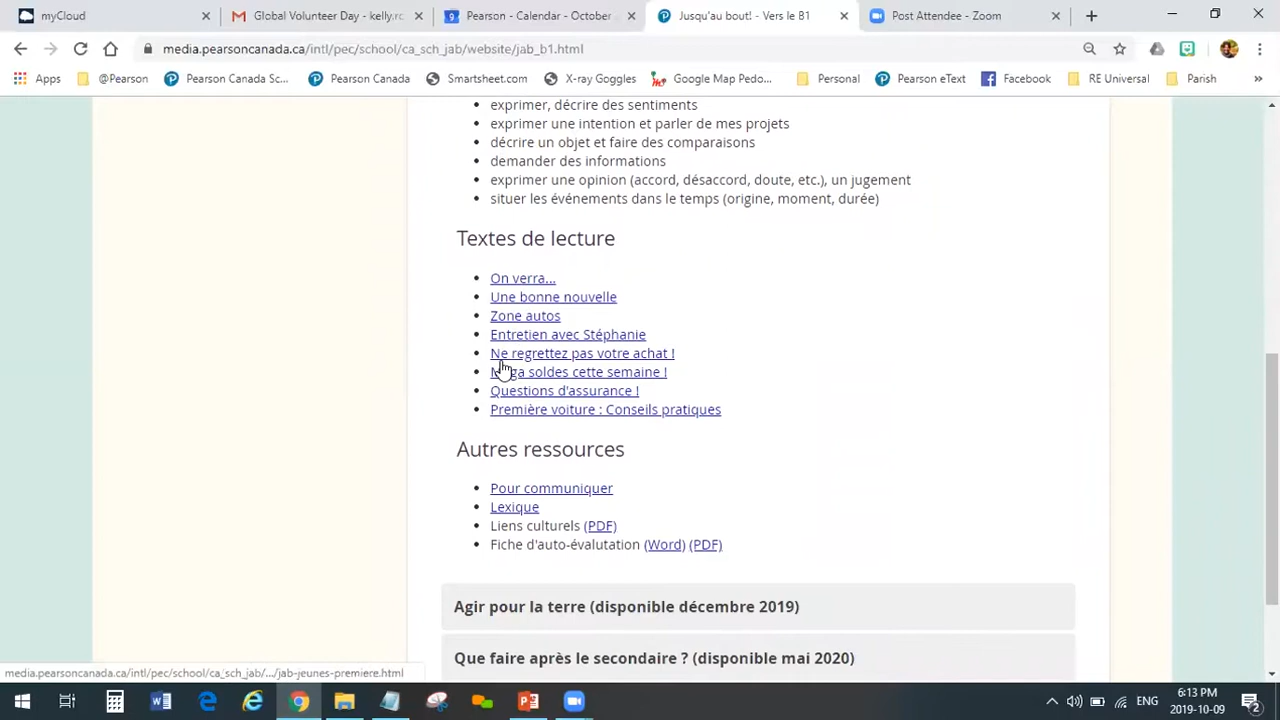 myCloud
Global Volunteer Day - kelly.ro
Pearson - Calendar - October
Jusqu'au bout! - Vers le B1
Post Attendee - Zoom
media.pearsoncanada.ca/intl/pec/school/ca_sch_jab/website/jab_b1.html
Apps @Pearson Pearson Canada Sc... Pearson Canada Smartsheet.com X-ray Goggles Google Map Pedo... Personal Pearson eText Facebook RE Universal Parish »
• exprimer, décrire des sentiments
• exprimer une intention et parler de mes projets
• décrire un objet et faire des comparaisons
• demander des informations
• exprimer une opinion (accord, désaccord, doute, etc.), un jugement
• situer les événements dans le temps (origine, moment, durée)
Textes de lecture
• On verra...
• Une bonne nouvelle
• Zone autos
• Entretien avec Stéphanie
• Ne regrettez pas votre achat !
• soldes cette semaine !
• Questions d'assurance !
• Première voiture : Conseils pratiques
Autres ressources
• Pour communiquer
• Lexique
• Liens culturels (PDF)
• Fiche d'auto-évalutation (Word) (PDF)
Agir pour la terre (disponible décembre 2019)
Que faire après le secondaire ? (disponible mai 2020)
media.pearsoncanada.ca/intl/pec/school/ca_sch_jab/.../jab-jeunes-premiere.html
ENG
6:13 PM
2019-10-09
2